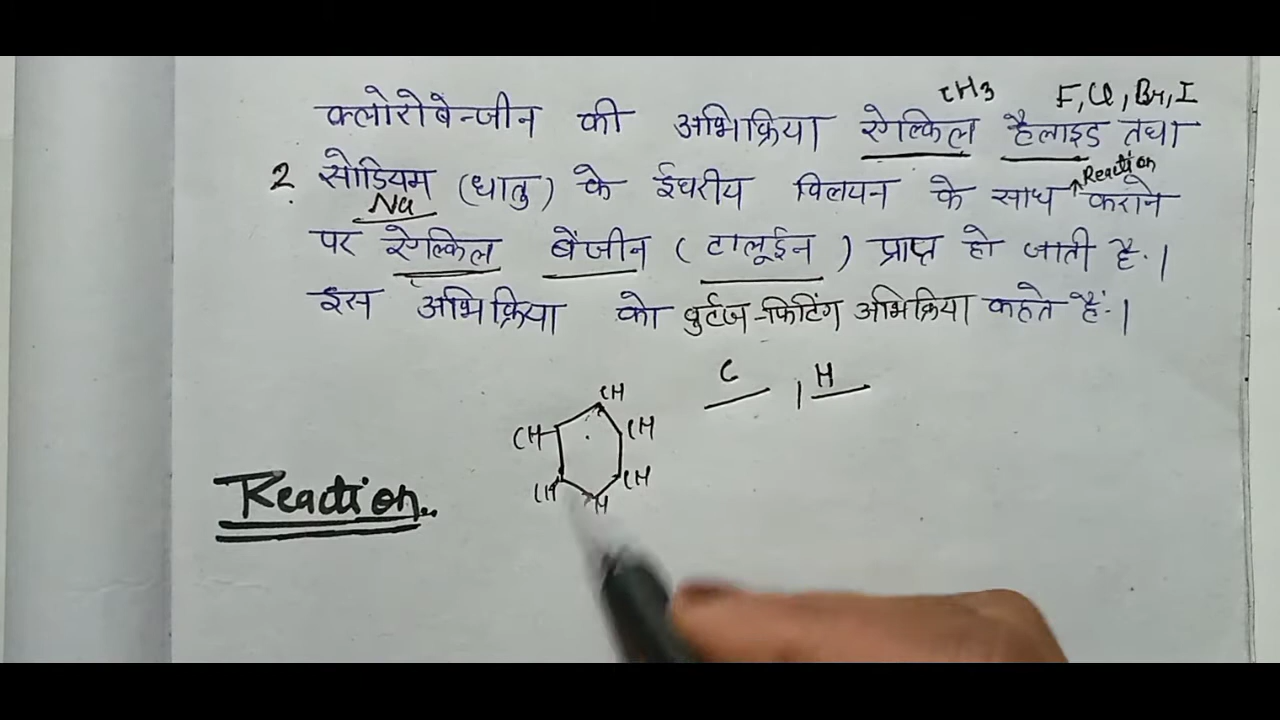 CH3 F, Cl, Br, I
क्लोरोबेन्जीन की अभिक्रिया ऐल्किल हैलाइड तथा
Reaction
2. सोडियम (धातु) के ईथरीय विलयन के साथ कराने
Na
पर ऐल्किल बेंजीन (टालूईन) प्राप्त हो जाती है।
इस अभिक्रिया को वुर्टज-फिटिंग अभिक्रिया कहते हैं।
C , H
CH
CH CH
CH CH
H
Reaction..